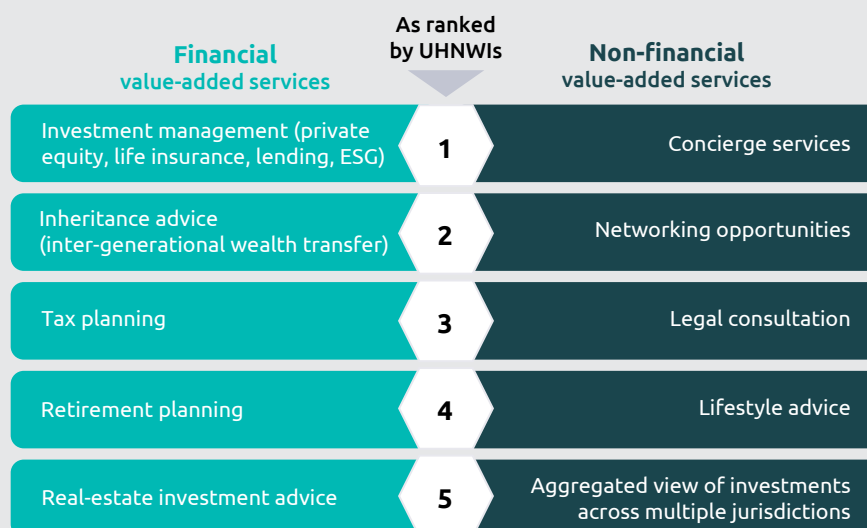 As ranked
by UHNWIs
Financial
value-added services
Non-financial
value-added services
Investment management (private
equity, life insurance, lending, ESG)
1
Concierge services
Inheritance advice
(inter-generational wealth transfer)
2
Networking opportunities
Tax planning
3
Legal consultation
Retirement planning
4
Lifestyle advice
Real-estate investment advice
5
Aggregated view of investments
across multiple jurisdictions